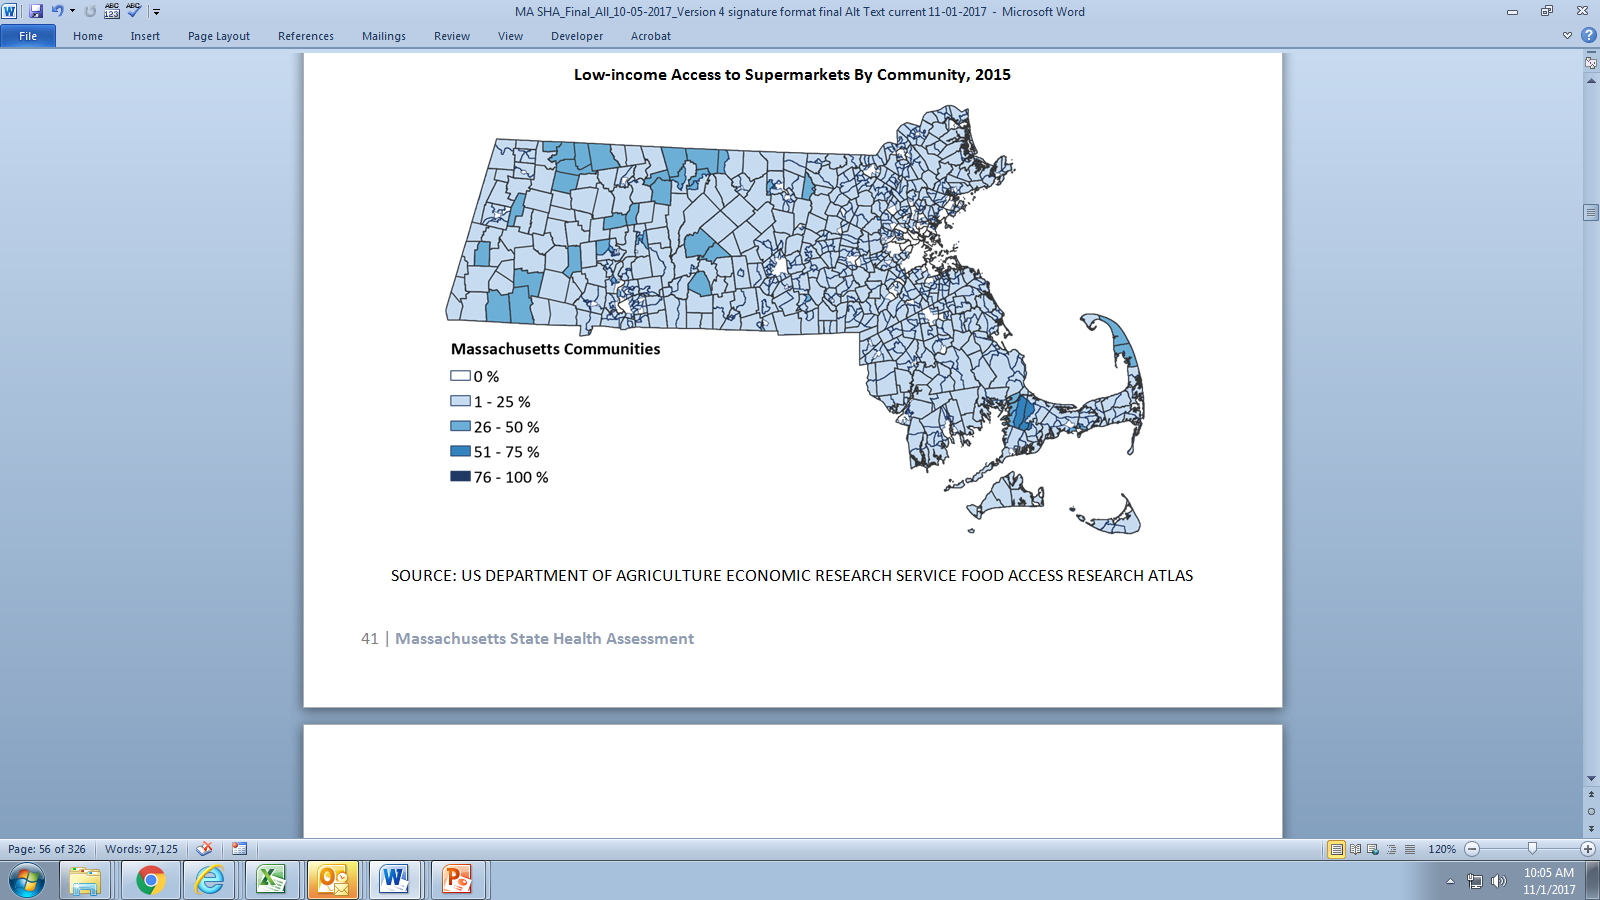 MA SHA_Final_All_10-05-2017_Version 4 signature format final Alt Text current 11-01-2017 - Microsoft Word
File Home Insert Page Layout References Mailings Review View Developer Acrobat
Low-income Access to Supermarkets By Community, 2015
Massachusetts Communities
0 %
1 - 25 %
26 - 50 %
51 - 75 %
76 - 100 %
SOURCE: US DEPARTMENT OF AGRICULTURE ECONOMIC RESEARCH SERVICE FOOD ACCESS RESEARCH ATLAS
41 | Massachusetts State Health Assessment
Page: 56 of 326 Words: 97,125 120%
10:05 AM
11/1/2017